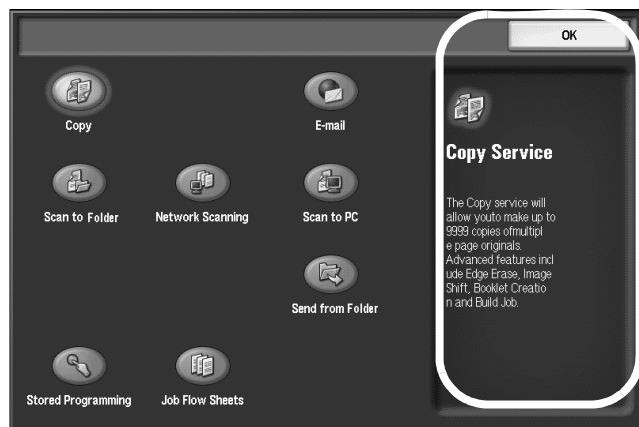 OK
Copy
E-mail
Scan to Folder
Network Scanning
Scan to PC
Send from Folder
Stored Programming
Job Flow Sheets
Copy Service
The Copy service will
allow youto make up to
9999 copies ofmultipl
e page originals.
Advanced features incl
ude Edge Erase, Image
Shift, Booklet Creatio
n and Build Job.